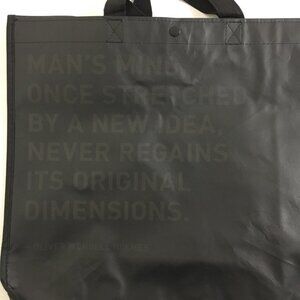 MAN'S MIND
ONCE STRETCHED
BY A NEW IDEA,
NEVER REGAINS
ITS ORIGINAL
DIMENSIONS.
- OLIVER WENDELL HOLMES